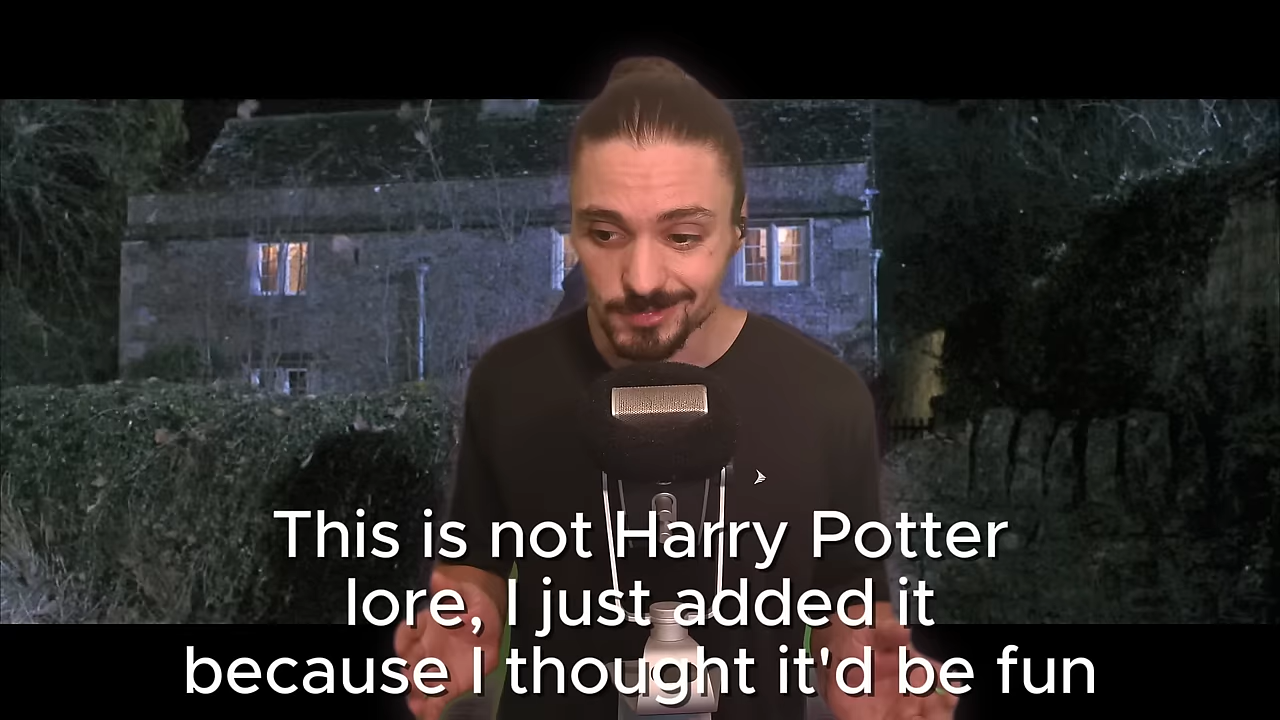 This is not Harry Potter
lore, I just added it
because I thought it'd be fun